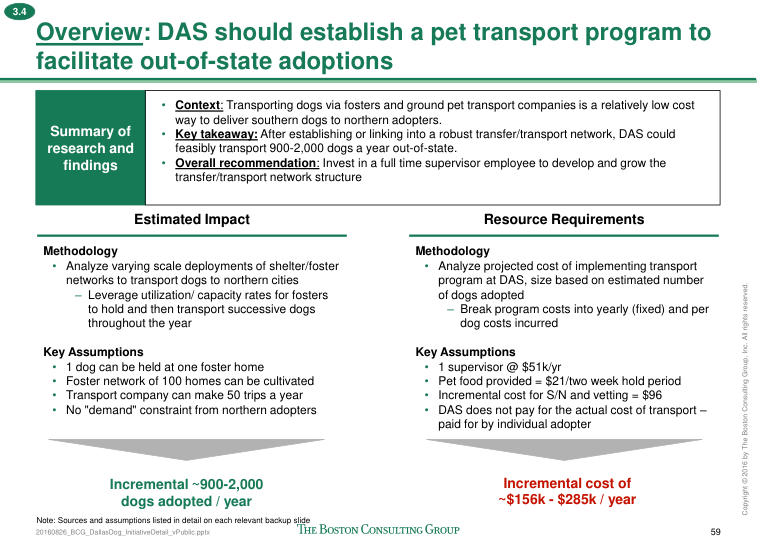 3.4
Overview: DAS should establish a pet transport program to
facilitate out-of-state adoptions
Summary of
research and
findings
• Context: Transporting dogs via fosters and ground pet transport companies is a relatively low cost
way to deliver southern dogs to northern adopters.
• Key takeaway: After establishing or linking into a robust transfer/transport network, DAS could
feasibly transport 900-2,000 dogs a year out-of-state.
• Overall recommendation: Invest in a full time supervisor employee to develop and grow the
transfer/transport network structure
Estimated Impact
Methodology
• Analyze varying scale deployments of shelter/foster
networks to transport dogs to northern cities
– Leverage utilization/ capacity rates for fosters
to hold and then transport successive dogs
throughout the year
Key Assumptions
• 1 dog can be held at one foster home
• Foster network of 100 homes can be cultivated
• Transport company can make 50 trips a year
• No "demand" constraint from northern adopters
Incremental ~900-2,000
dogs adopted / year
Resource Requirements
Methodology
• Analyze projected cost of implementing transport
program at DAS, size based on estimated number
of dogs adopted
– Break program costs into yearly (fixed) and per
dog costs incurred
Key Assumptions
• 1 supervisor @ $51k/yr
• Pet food provided = $21/two week hold period
• Incremental cost for S/N and vetting = $96
• DAS does not pay for the actual cost of transport –
paid for by individual adopter
Incremental cost of
~$156k - $285k / year
Note: Sources and assumptions listed in detail on each relevant backup slide
20160826_BCG_DallasDog_InitiativeDetail_vPublic.pptx
THE BOSTON CONSULTING GROUP
59
Copyright © 2016 by The Boston Consulting Group, Inc. All rights reserved.